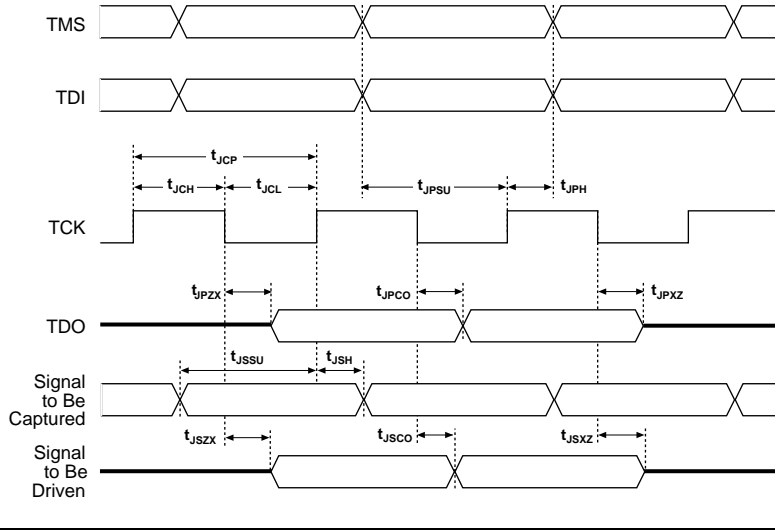 TMS
TDI
tJCP
tJCH tJCL tJPSU tJPH
TCK
tJPZX tJPCO tJPXZ
TDO
tJSSU tJSH
Signal
to Be
Captured
tJSZX tJSCO tJSXZ
Signal
to Be
Driven